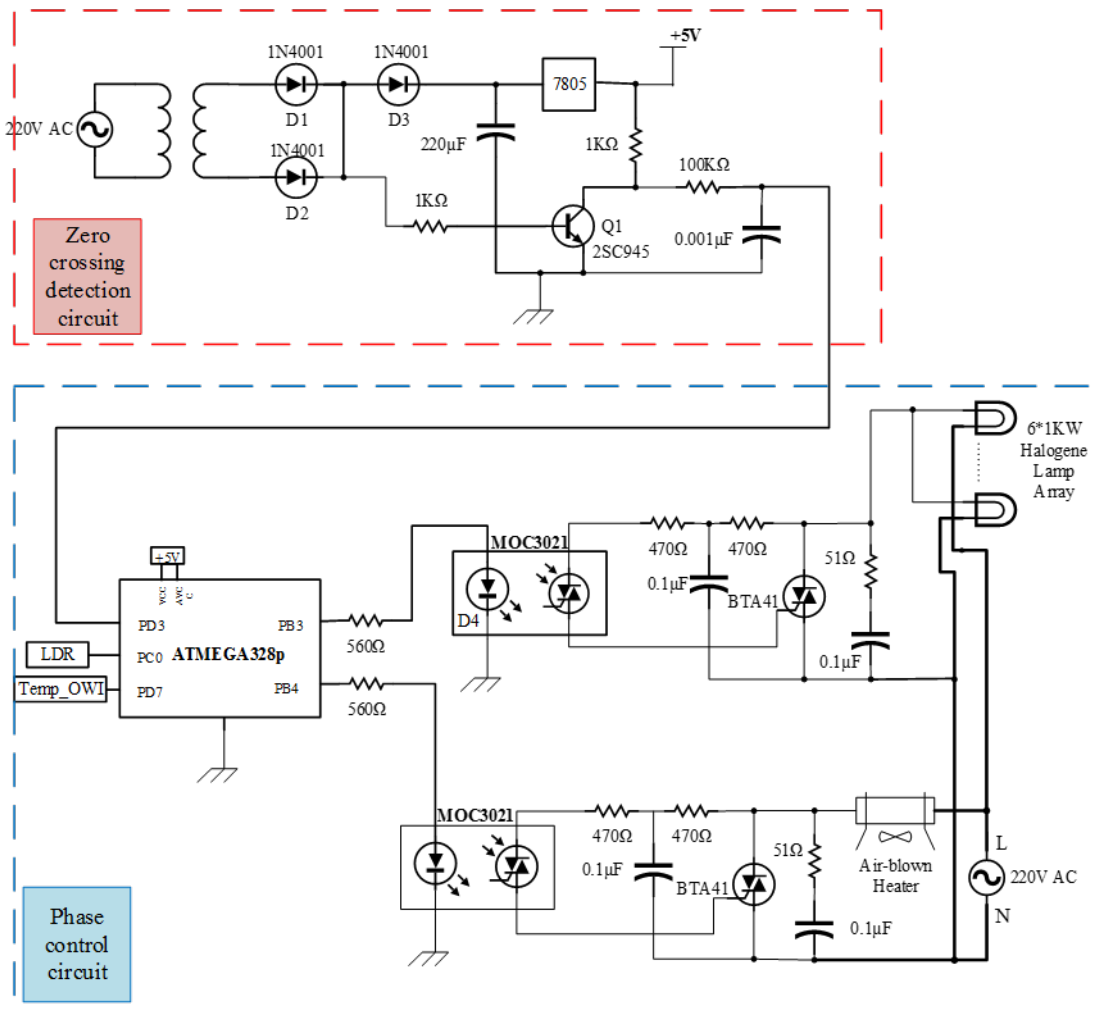 +5V
1N4001
1N4001
7805
D1
D3
220V AC
220µF
1KΩ
1N4001
100KΩ
D2
1KΩ
Q1
2SC945
0.001µF
Zero
crossing
detection
circuit
6*1KW
Halogene
Lamp
Array
MOC3021
470Ω
470Ω
51Ω
+5V
0.1µF
BTA41
VCC
AVC
C
D4
PD3
PB3
560Ω
LDR
PC0
ATMEGA328p
0.1µF
Temp_OWI
PD7
PB4
560Ω
MOC3021
470Ω
470Ω
51Ω
L
Air-blown
Heater
0.1µF
BTA41
220V AC
N
0.1µF
Phase
control
circuit